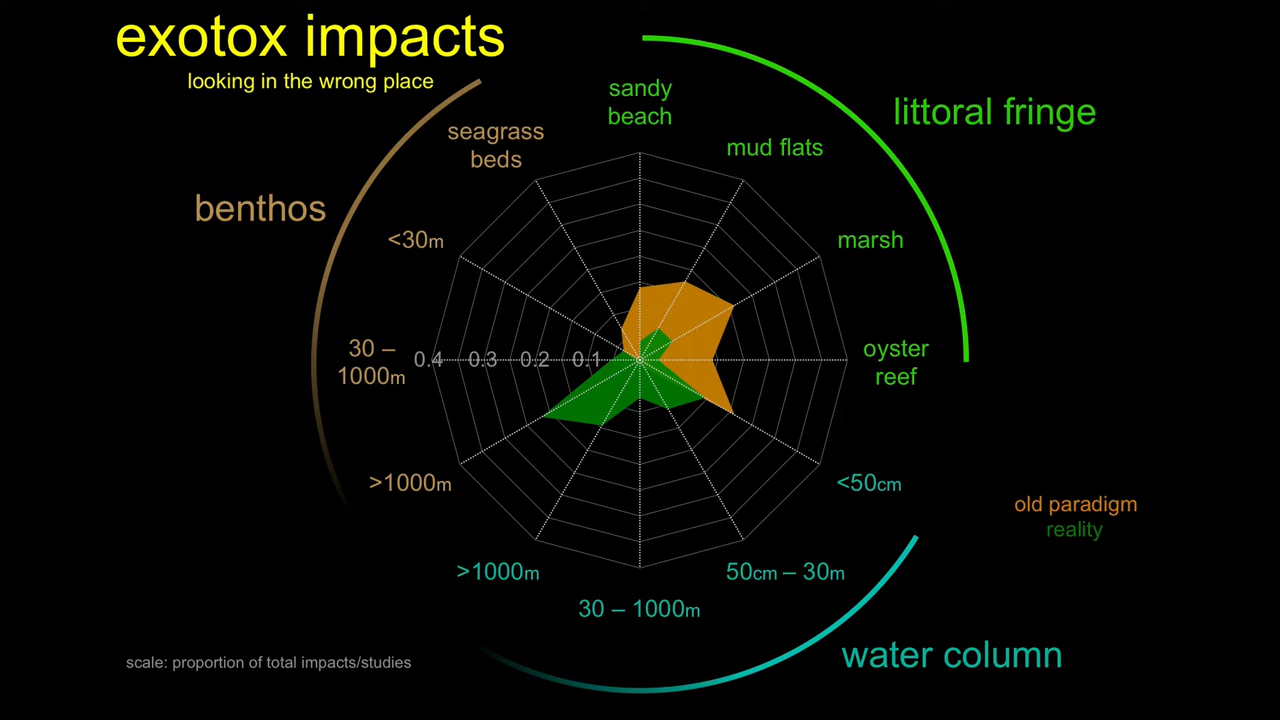 exotox impacts
looking in the wrong place
sandy
beach
littoral fringe
seagrass
beds
mud flats
benthos
<30m
marsh
30 –
1000m
0.4 0.3 0.2 0.1
oyster
reef
>1000m
<50cm
old paradigm
reality
>1000m
50cm – 30m
30 – 1000m
water column
scale: proportion of total impacts/studies